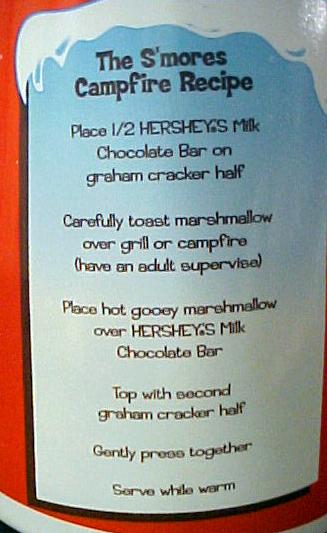 The S'mores
Campfire Recipe
Place 1/2 HERSHEY'S Milk
Chocolate Bar on
graham cracker half
Carefully toast marshmallow
over grill or campfire
(have an adult supervise)
Place hot gooey marshmallow
over HERSHEY'S Milk
Chocolate Bar
Top with second
graham cracker half
Gently press together
Serve while warm